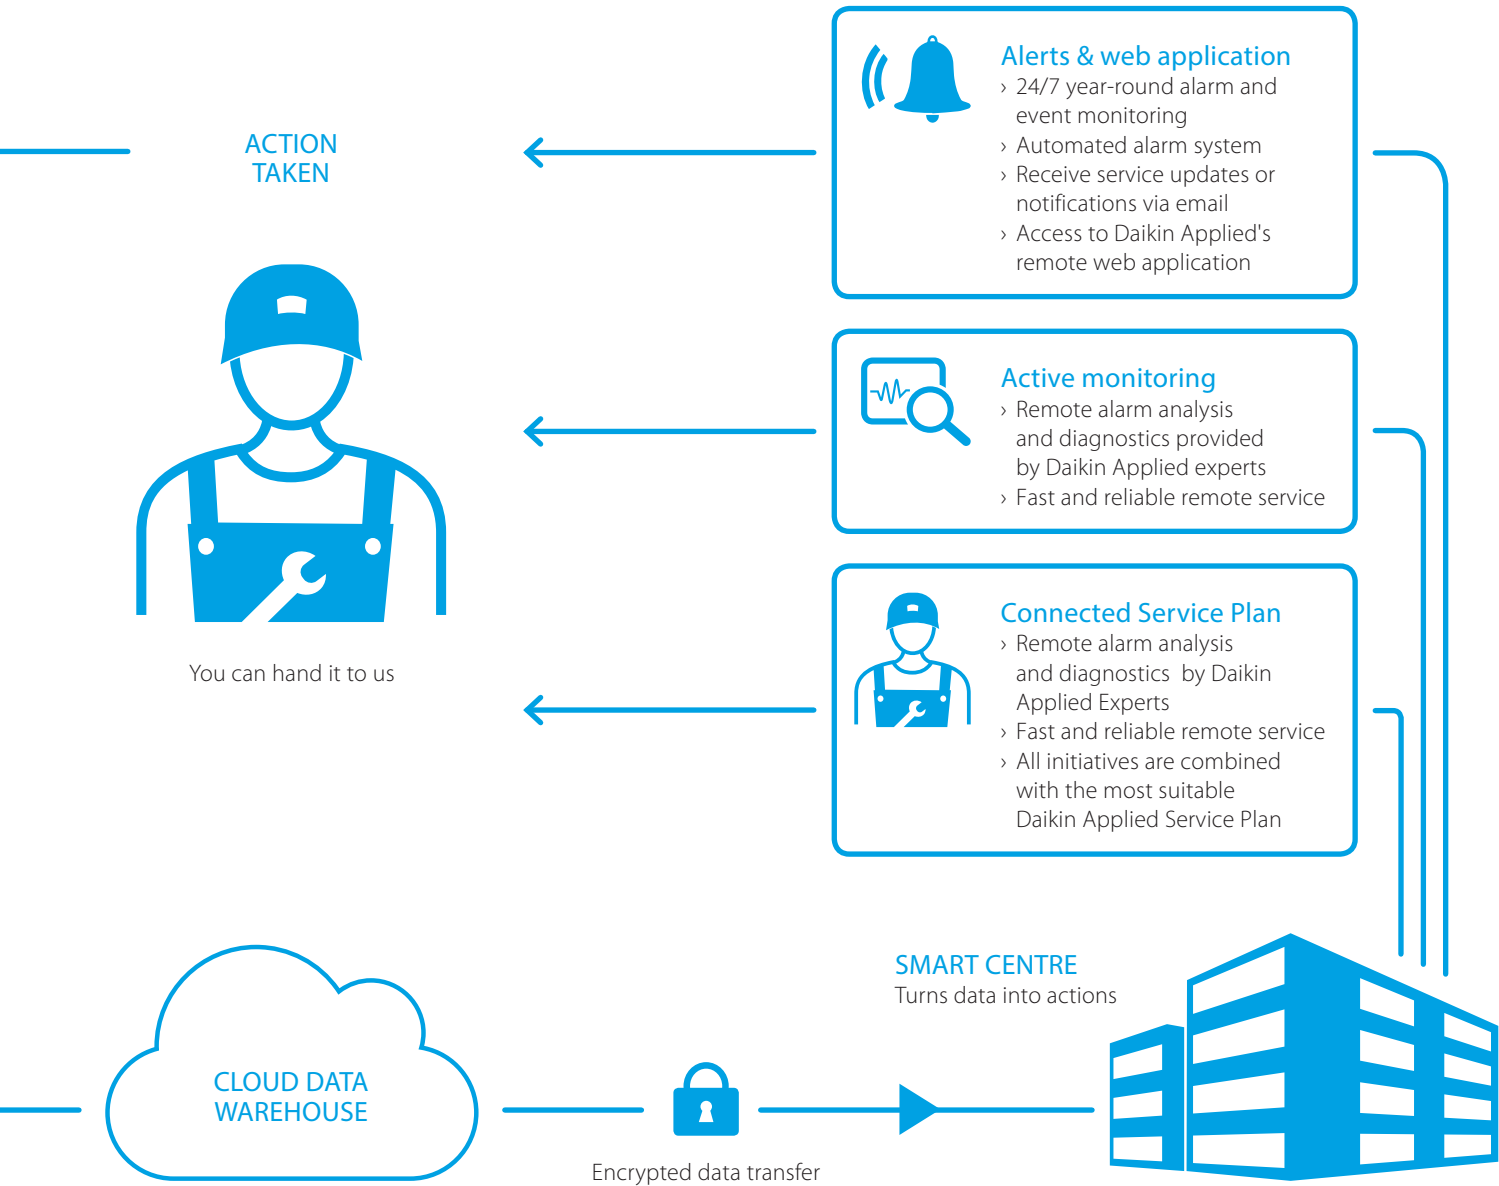 ACTION
TAKEN
You can hand it to us
Alerts & web application
› 24/7 year-round alarm and
event monitoring
› Automated alarm system
› Receive service updates or
notifications via email
› Access to Daikin Applied's
remote web application
Active monitoring
› Remote alarm analysis
and diagnostics provided
by Daikin Applied experts
› Fast and reliable remote service
Connected Service Plan
› Remote alarm analysis
and diagnostics  by Daikin
Applied Experts
› Fast and reliable remote service
› All initiatives are combined
with the most suitable
Daikin Applied Service Plan
SMART CENTRE
Turns data into actions
CLOUD DATA
WAREHOUSE
Encrypted data transfer